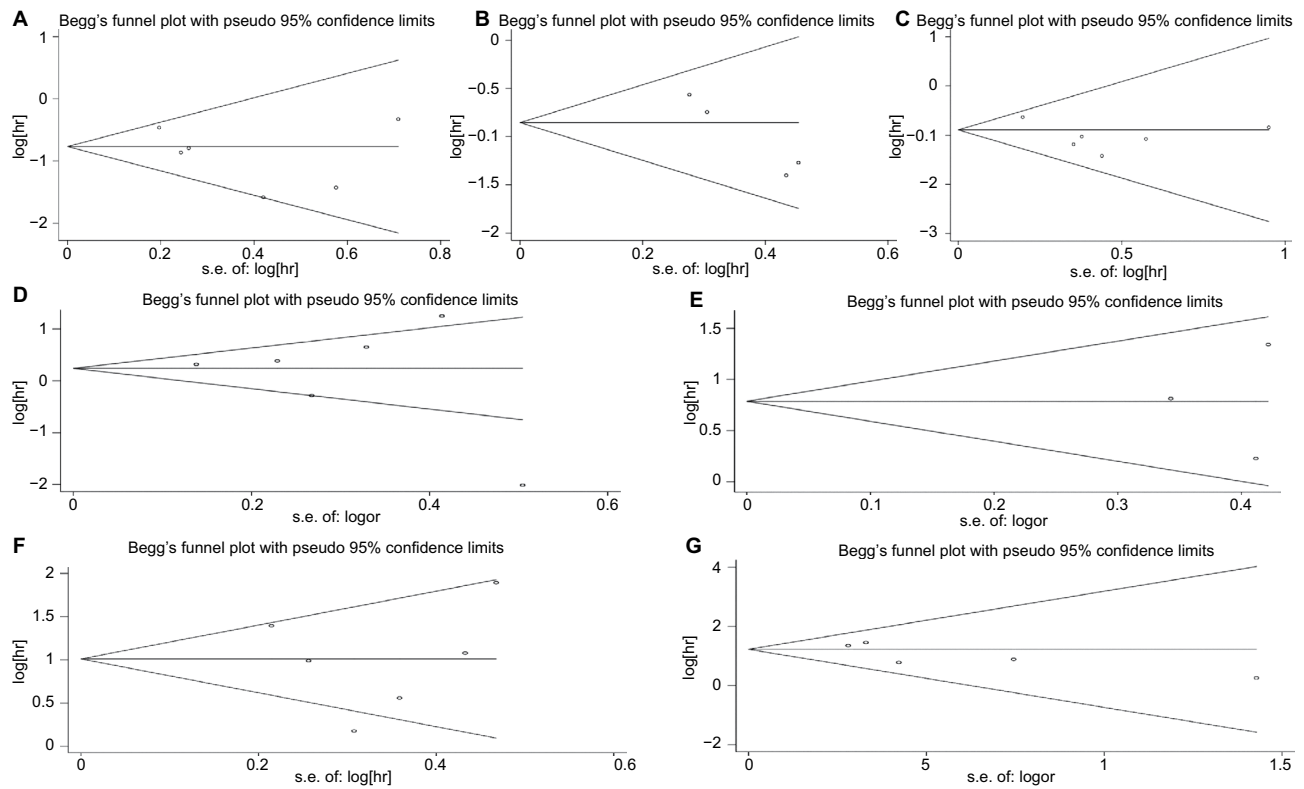 A Begg's funnel plot with pseudo 95% confidence limits
1
0
−1
−2
log[hr]
0 0.2 0.4 0.6 0.8
s.e. of: log[hr]
B Begg's funnel plot with pseudo 95% confidence limits
0
−0.5
−0.1
−1.5
−2
log[hr]
0 0.2 0.4 0.6
s.e. of: log[hr]
C Begg's funnel plot with pseudo 95% confidence limits
1
0
−0.1
−2
−3
log[hr]
0 0.5 1
s.e. of: log[hr]
D Begg's funnel plot with pseudo 95% confidence limits
1
0
−1
−2
log[hr]
0 0.2 0.4 0.6
s.e. of: logor
E Begg's funnel plot with pseudo 95% confidence limits
1.5
1
0.5
0
log[hr]
0 0.1 0.2 0.3 0.4
s.e. of: logor
F Begg's funnel plot with pseudo 95% confidence limits
2
1.5
1
0.5
0
log[hr]
0 0.2 0.4 0.6
s.e. of: log[hr]
G Begg's funnel plot with pseudo 95% confidence limits
4
2
0
−2
log[hr]
0 5 1 1.5
s.e. of: logor